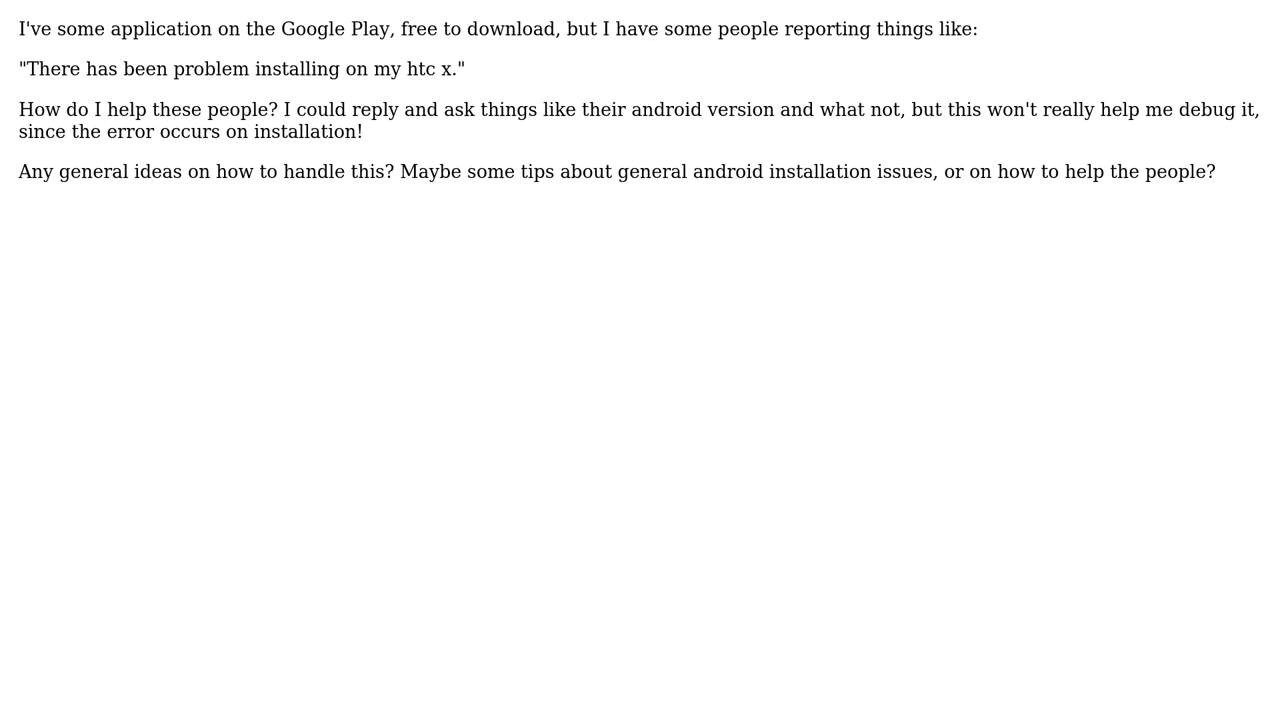 I've some application on the Google Play, free to download, but I have some people reporting things like:
"There has been problem installing on my htc x."
How do I help these people? I could reply and ask things like their android version and what not, but this won't really help me debug it,
since the error occurs on installation!
Any general ideas on how to handle this? Maybe some tips about general android installation issues, or on how to help the people?